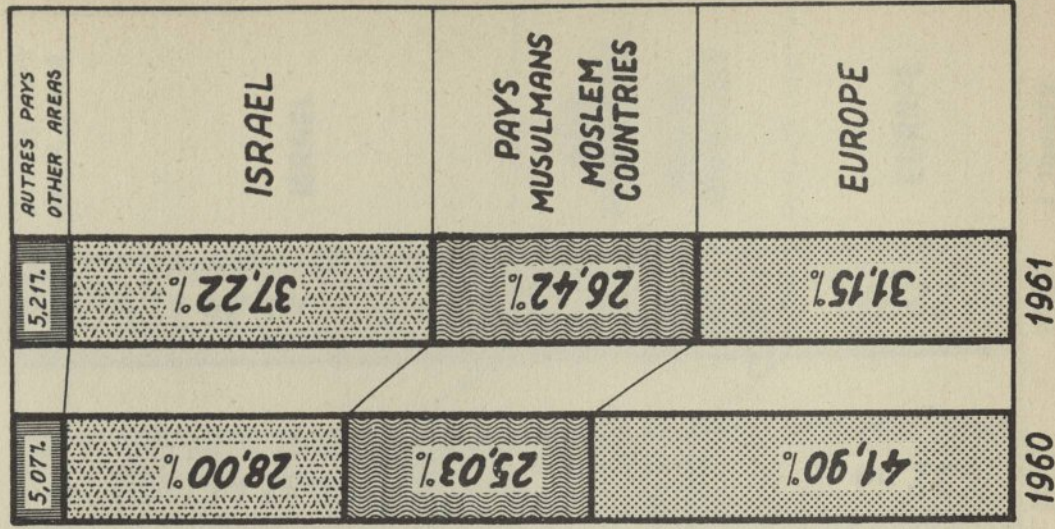 AUTRES PAYS
OTHER AREAS
ISRAEL
PAYS
MUSULMANS
MOSLEM
COUNTRIES
EUROPE
5,21%
37,22%
26,42%
31,15%
1961
5,07%
28,00%
25,03%
41,90%
1960